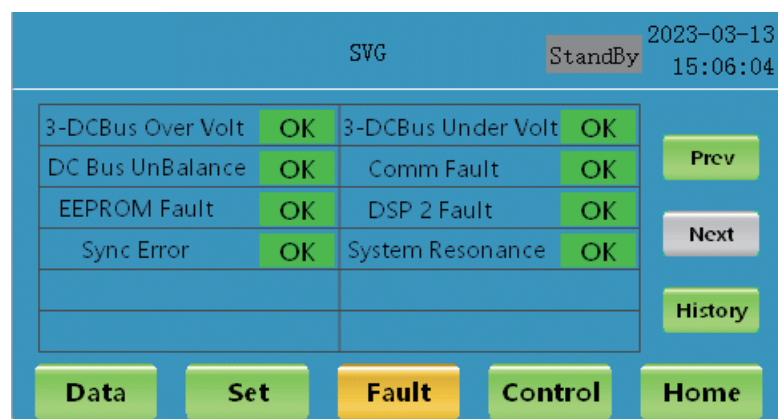 SVG
StandBy
2023-03-13
15:06:04
3-DCBus Over Volt OK 3-DCBus Under Volt OK
DC Bus UnBalance OK Comm Fault OK
EEPROM Fault OK DSP 2 Fault OK
Sync Error OK System Resonance OK
Prev
Next
History
Data Set Fault Control Home